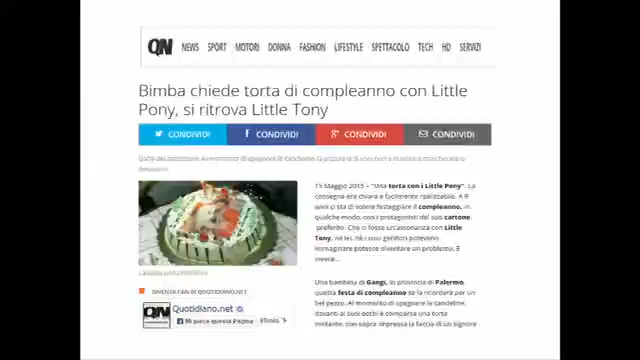 QN NEWS SPORT MOTORI DONNA FASHION LIFESTYLE SPETTACOLO TECH HD SERVIZI
Bimba chiede torta di compleanno con Little
Pony, si ritrova Little Tony
CONDIVIDI CONDIVIDI CONDIVIDI CONDIVIDI
15 Maggio 2015 - "Una torta con i Little Pony". La
consegna era chiara e facilmente realizzabile. A 9
anni ci sta di volere festeggiare il compleanno, in
qualche modo, con i protagonisti del suo cartone
preferito. Che ci fosse un'assonanza con Little
Tony, né lei, né i suoi genitori potevano
immaginare potesse diventare un problema. E
invece...
Una bambina di Gangi, in provincia di Palermo,
questa festa di compleanno se la ricorderà per un
bel pezzo. Al momento di spegnere le candeline,
davanti ai suoi occhi è comparsa una torta
invitante, con sopra impressa la faccia di un signore
DIVENTA FAN DI QUOTIDIANO.NET
QN Quotidiano.net
Mi piace questa Pagina